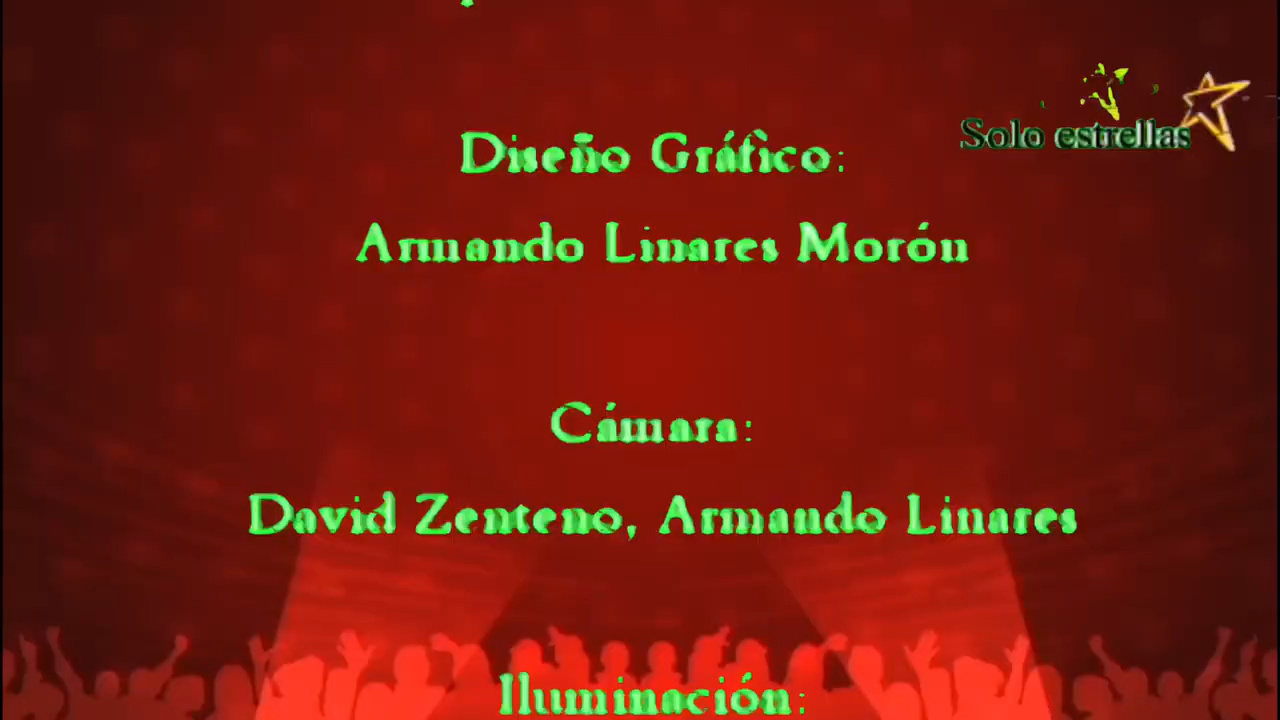 Solo estrellas
Diseño Gráfico:
Armando Linares Morón
Cámara:
David Zenteno, Armando Linares
Iluminación: